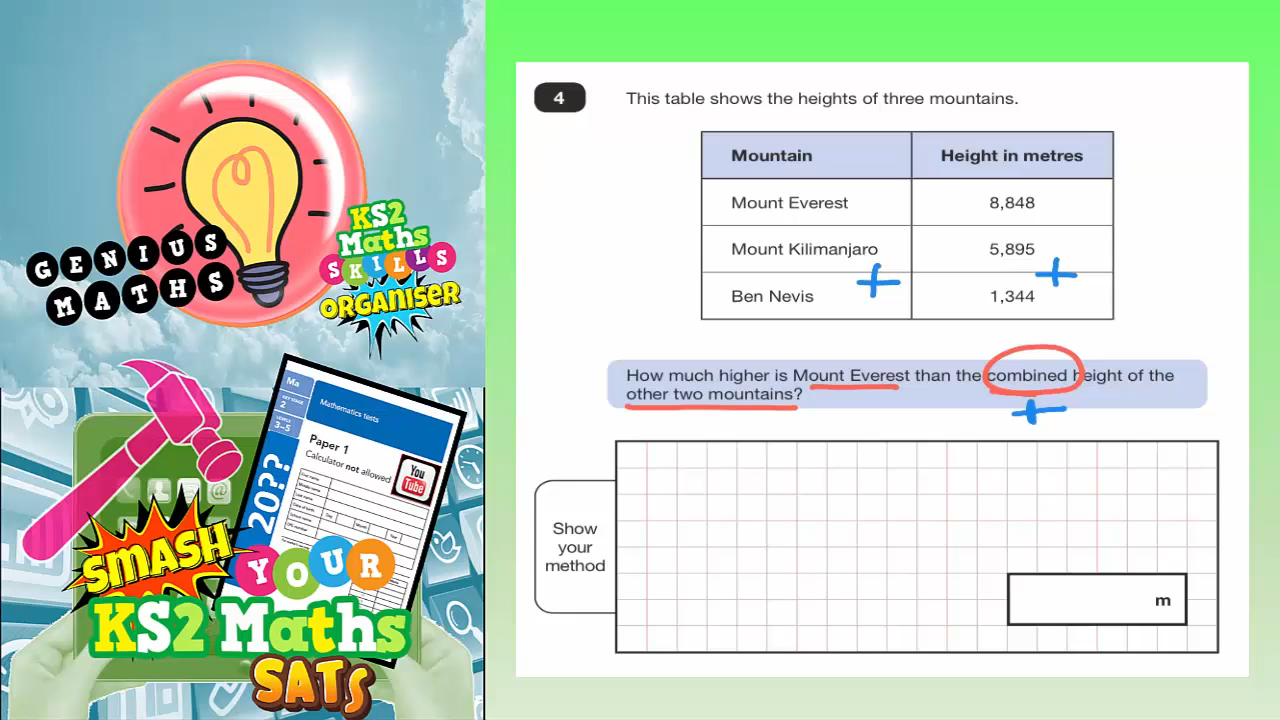 GENIUS
MATHS
KS2
Maths
SKILLS
ORGANISER
Ma
KEY STAGE
2
LEVELS
3–5
Mathematics tests
Paper 1
Calculator not allowed
20??
You
Tube
SMASH
YOUR
KS2 Maths
SATs
4
This table shows the heights of three mountains.
Mountain Height in metres
Mount Everest 8,848
Mount Kilimanjaro 5,895
Ben Nevis 1,344
+ +
How much higher is Mount Everest than the combined height of the
other two mountains?
+
Show
your
method
m